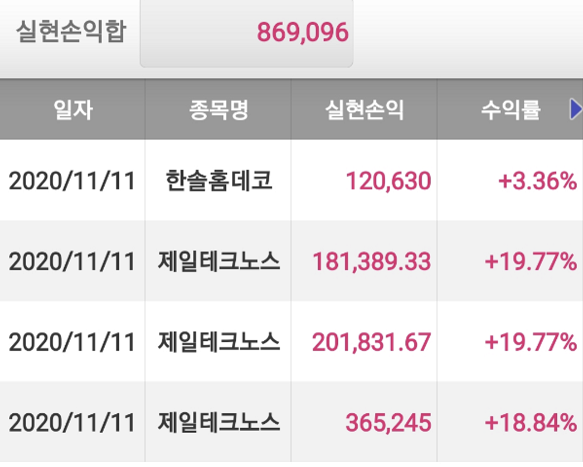 실현손익합 869,096
일자 종목명 실현손익 수익률
2020/11/11 한솔홈데코 120,630 +3.36%
2020/11/11 제일테크노스 181,389.33 +19.77%
2020/11/11 제일테크노스 201,831.67 +19.77%
2020/11/11 제일테크노스 365,245 +18.84%